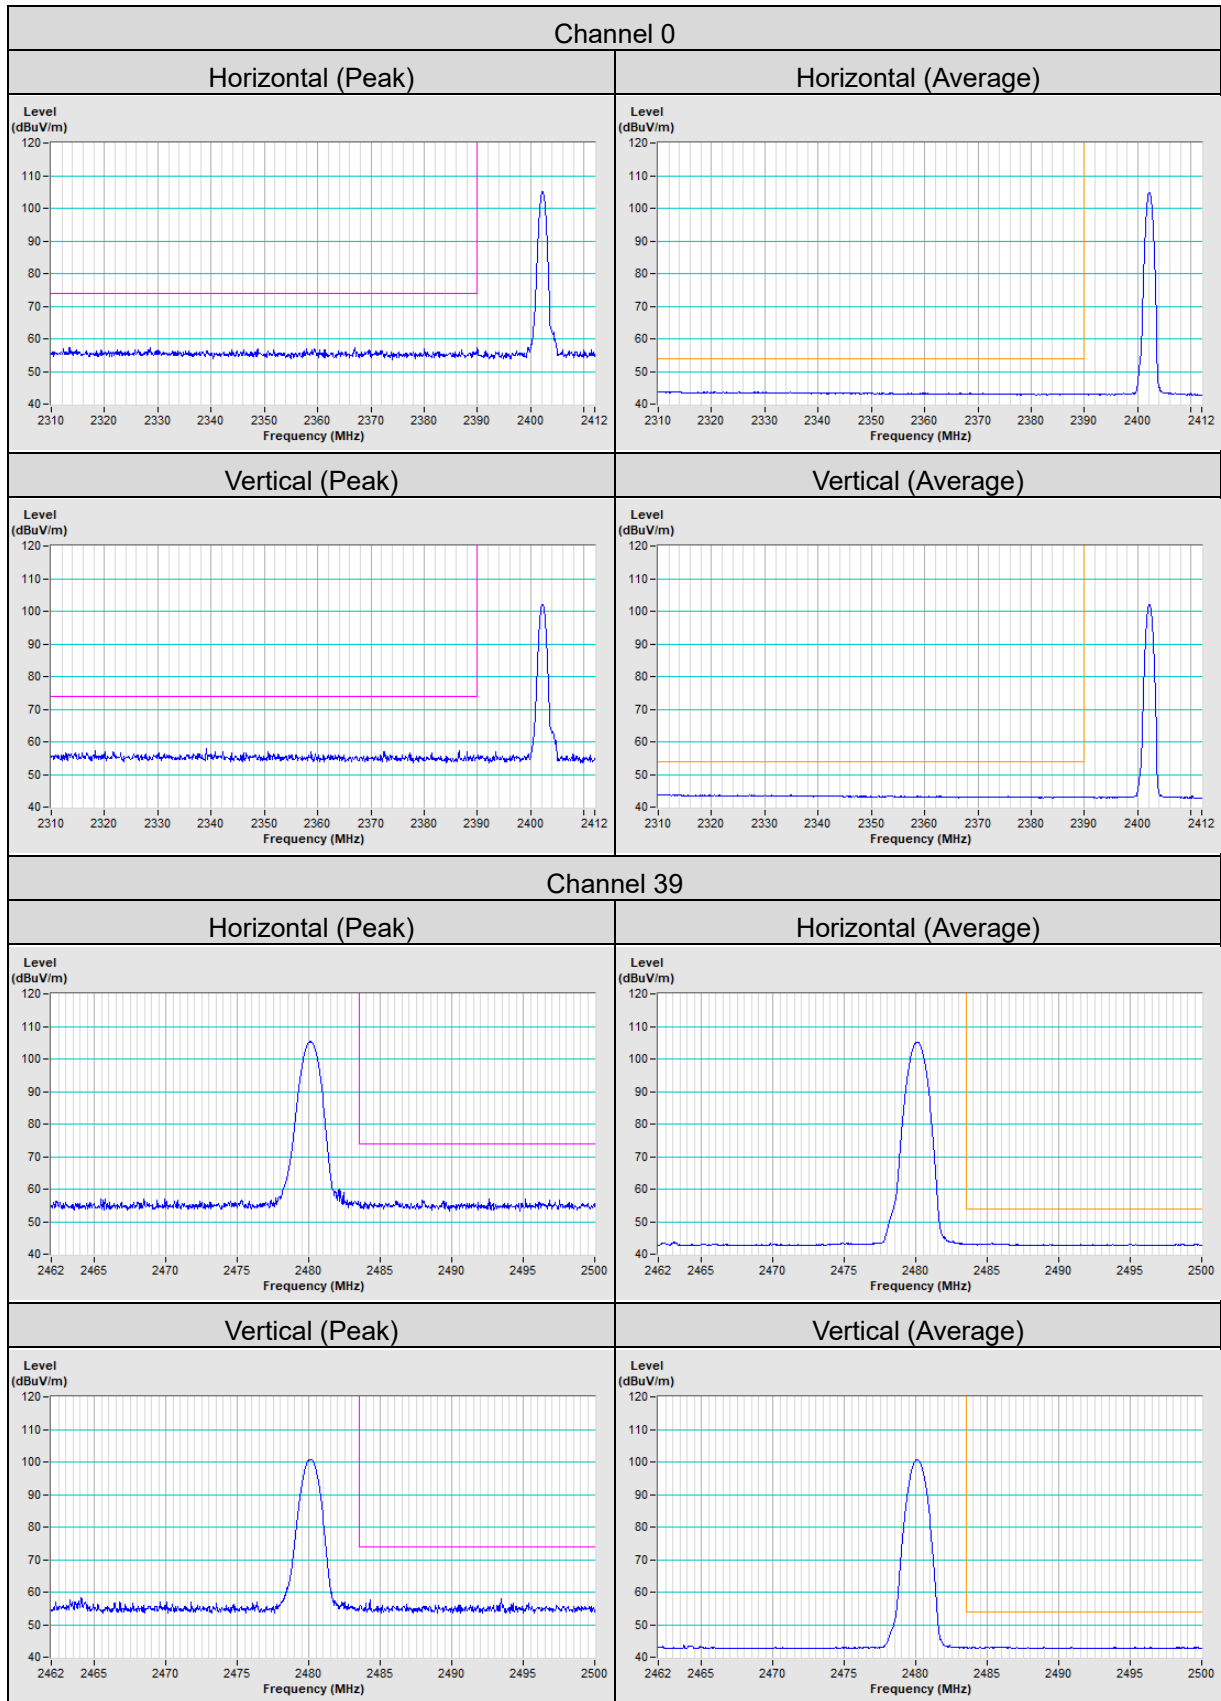 Channel 0
Horizontal (Peak)
Horizontal (Average)
Level
(dBuV/m)
120
110
100
90
80
70
60
50
40
2310 2320 2330 2340 2350 2360 2370 2380 2390 2400 2412
Frequency (MHz)
Level
(dBuV/m)
120
110
100
90
80
70
60
50
40
2310 2320 2330 2340 2350 2360 2370 2380 2390 2400 2412
Frequency (MHz)
Vertical (Peak)
Vertical (Average)
Level
(dBuV/m)
120
110
100
90
80
70
60
50
40
2310 2320 2330 2340 2350 2360 2370 2380 2390 2400 2412
Frequency (MHz)
Level
(dBuV/m)
120
110
100
90
80
70
60
50
40
2310 2320 2330 2340 2350 2360 2370 2380 2390 2400 2412
Frequency (MHz)
Channel 39
Horizontal (Peak)
Horizontal (Average)
Level
(dBuV/m)
120
110
100
90
80
70
60
50
40
2462 2465 2470 2475 2480 2485 2490 2495 2500
Frequency (MHz)
Level
(dBuV/m)
120
110
100
90
80
70
60
50
40
2462 2465 2470 2475 2480 2485 2490 2495 2500
Frequency (MHz)
Vertical (Peak)
Vertical (Average)
Level
(dBuV/m)
120
110
100
90
80
70
60
50
40
2462 2465 2470 2475 2480 2485 2490 2495 2500
Frequency (MHz)
Level
(dBuV/m)
120
110
100
90
80
70
60
50
40
2462 2465 2470 2475 2480 2485 2490 2495 2500
Frequency (MHz)